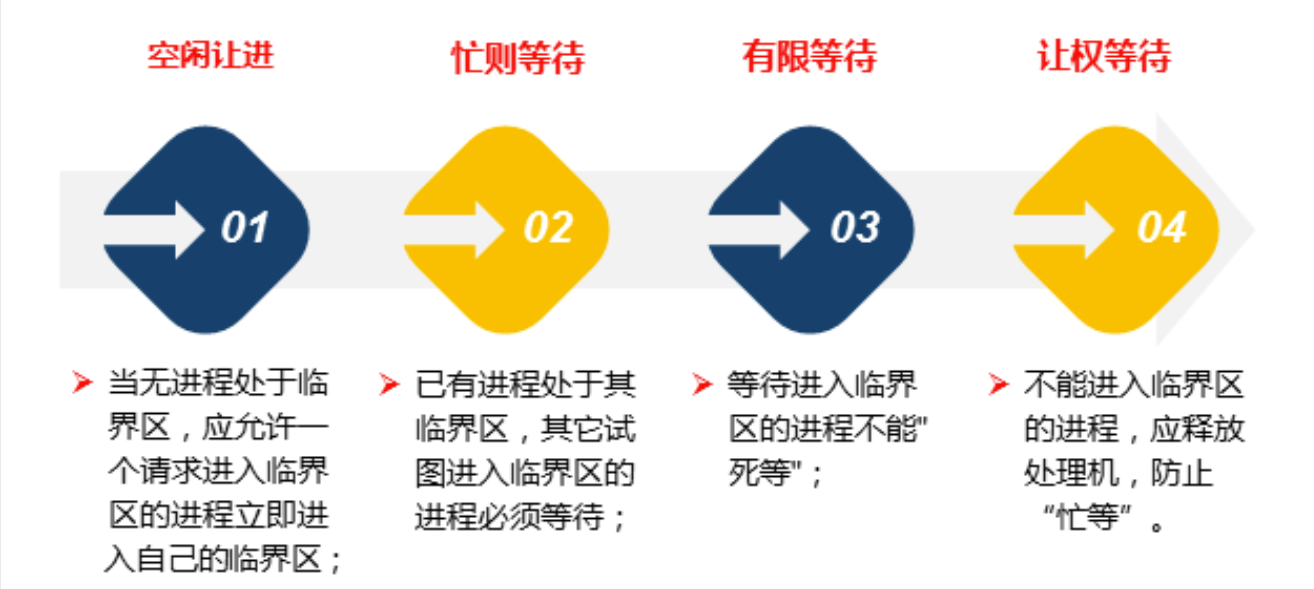 空闲让进
忙则等待
有限等待
让权等待
01
02
03
04
当无进程处于临
界区，应允许一
个请求进入临界
区的进程立即进
入自己的临界区；
已有进程处于其
临界区，其它试
图进入临界区的
进程必须等待；
等待进入临界
区的进程不能"
死等"；
不能进入临界区
的进程，应释放
处理机，防止
“忙等”。